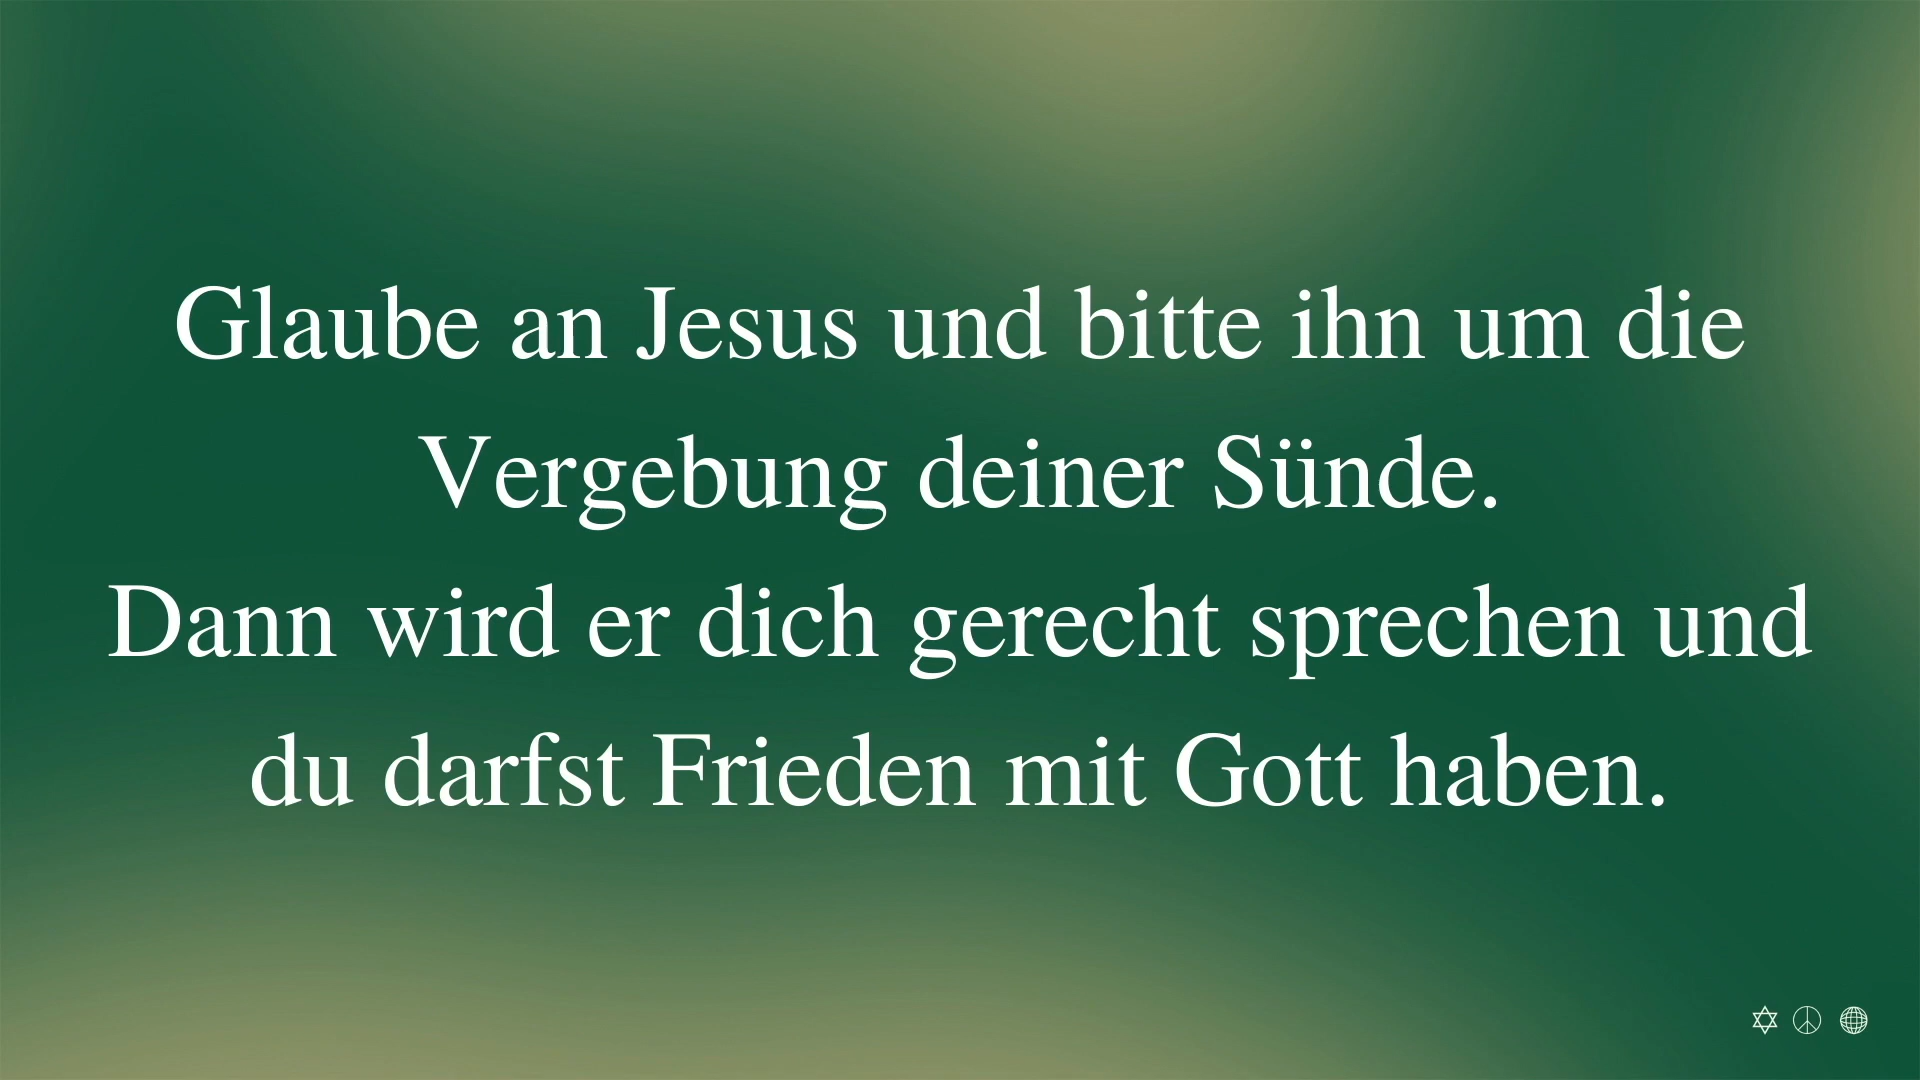 Glaube an Jesus und bitte ihn um die
Vergebung deiner Sünde.
Dann wird er dich gerecht sprechen und
du darfst Frieden mit Gott haben.